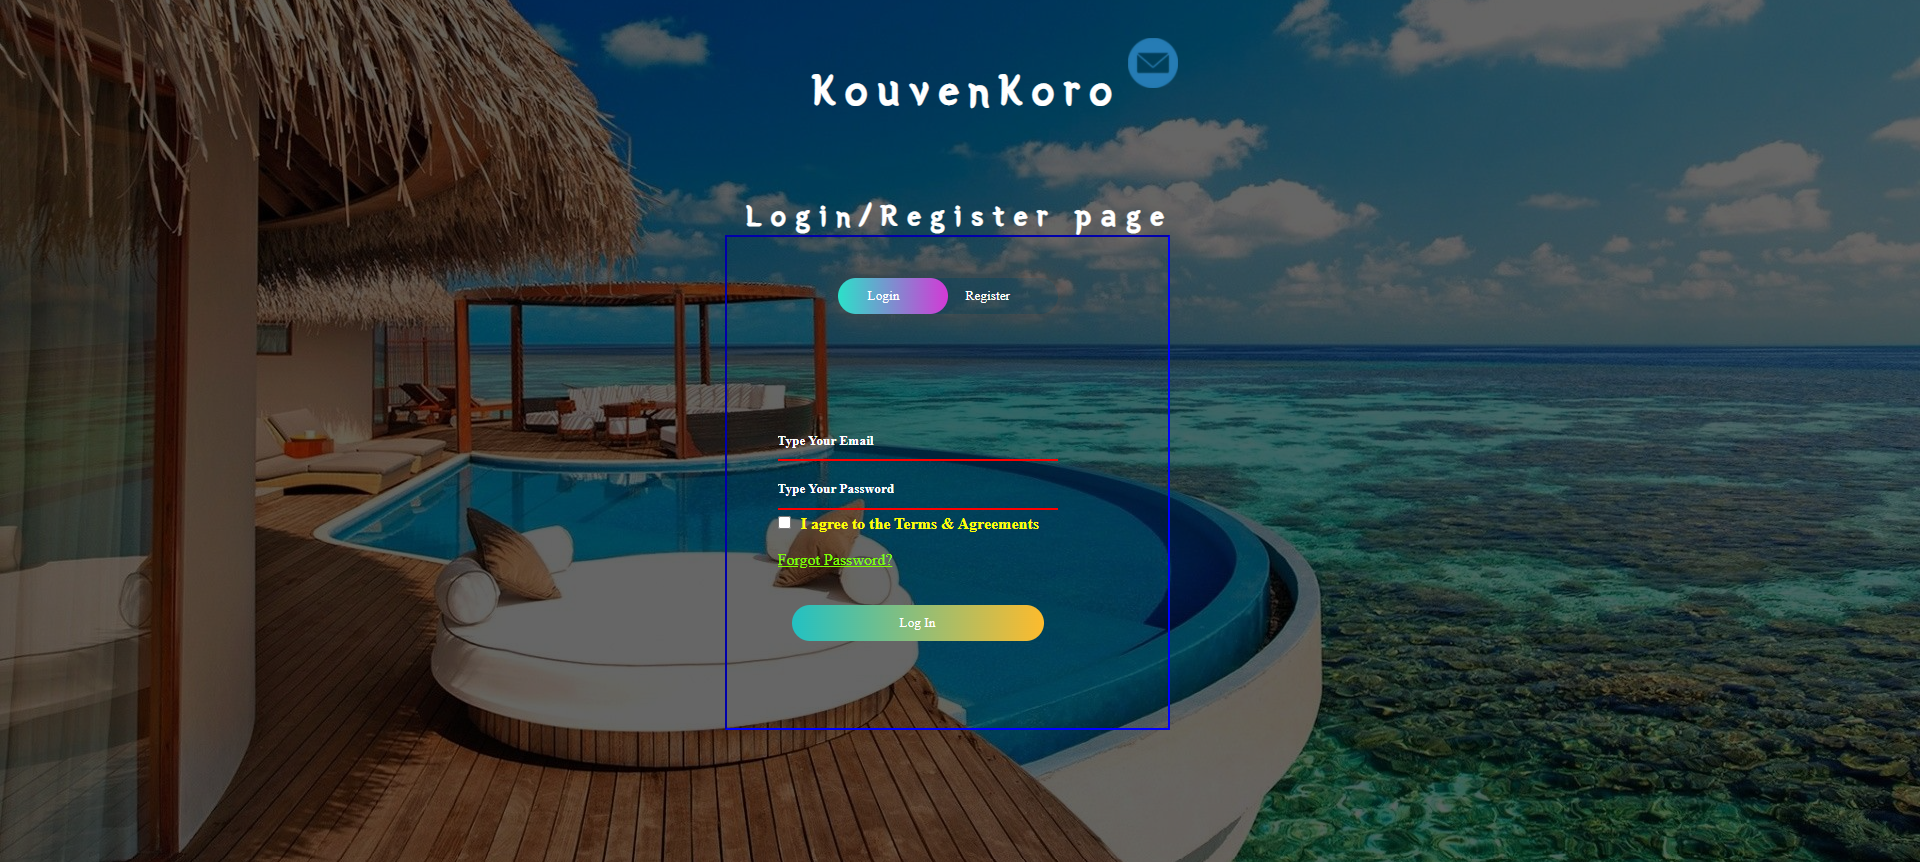 KouvenKoro
Login/Register page
Login Register
Type Your Email
Type Your Password
I agree to the Terms & Agreements
Forgot Password?
Log In